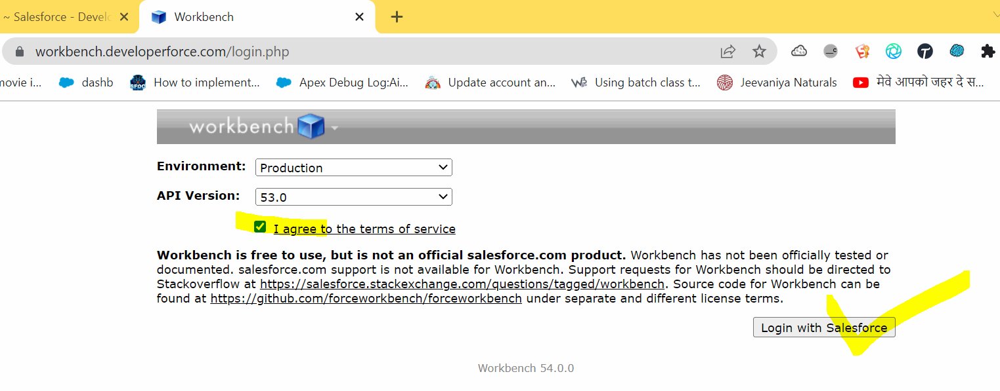 ~ Salesforce - Develo
Workbench
workbench.developerforce.com/login.php
movie i...
dashb
SFDC
How to implement...
Apex Debug Log:Ai...
Update account an...
Using batch class t...
Jeevaniya Naturals
मेवे आपको जहर दे स...
workbench
Environment:
Production
API Version:
53.0
I agree to the terms of service
Workbench is free to use, but is not an official salesforce.com product. Workbench has not been officially tested or
documented. salesforce.com support is not available for Workbench. Support requests for Workbench should be directed to
Stackoverflow at https://salesforce.stackexchange.com/questions/tagged/workbench. Source code for Workbench can be
found at https://github.com/forceworkbench/forceworkbench under separate and different license terms.
Login with Salesforce
Workbench 54.0.0